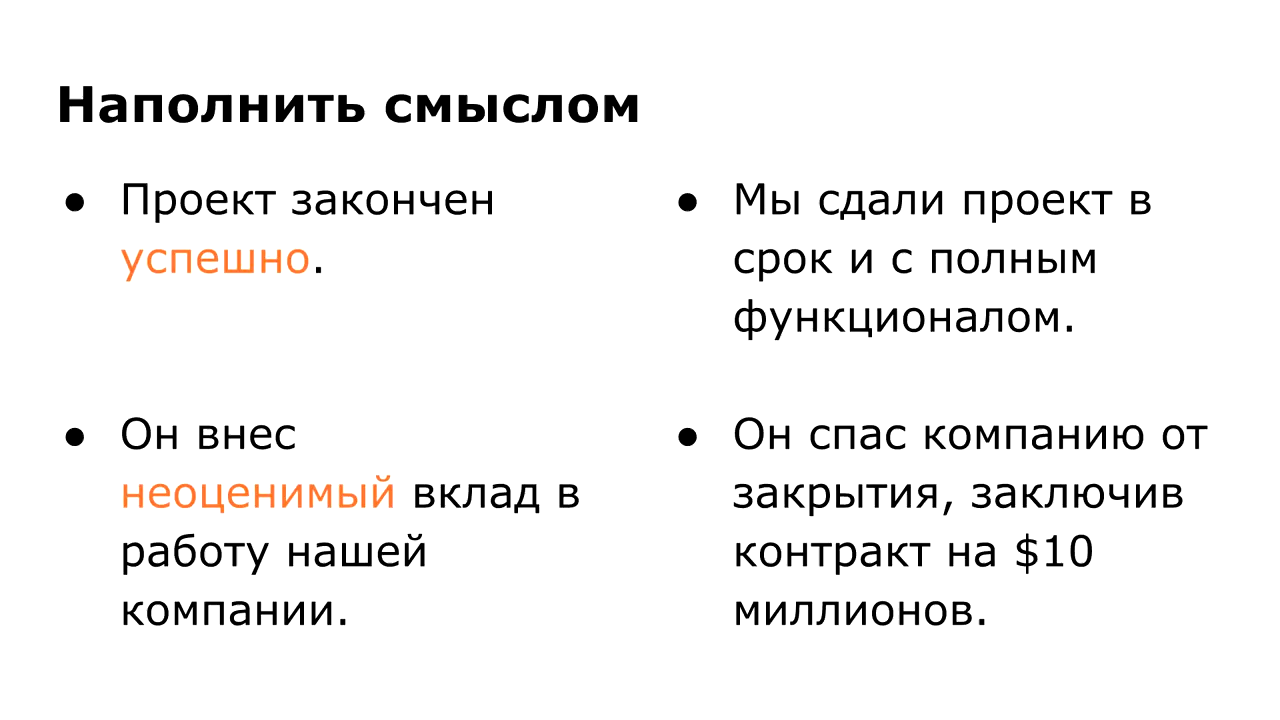 Наполнить смыслом
● Проект закончен
успешно.
● Он внес
неоценимый вклад в
работу нашей
компании.
● Мы сдали проект в
срок и с полным
функционалом.
● Он спас компанию от
закрытия, заключив
контракт на $10
миллионов.